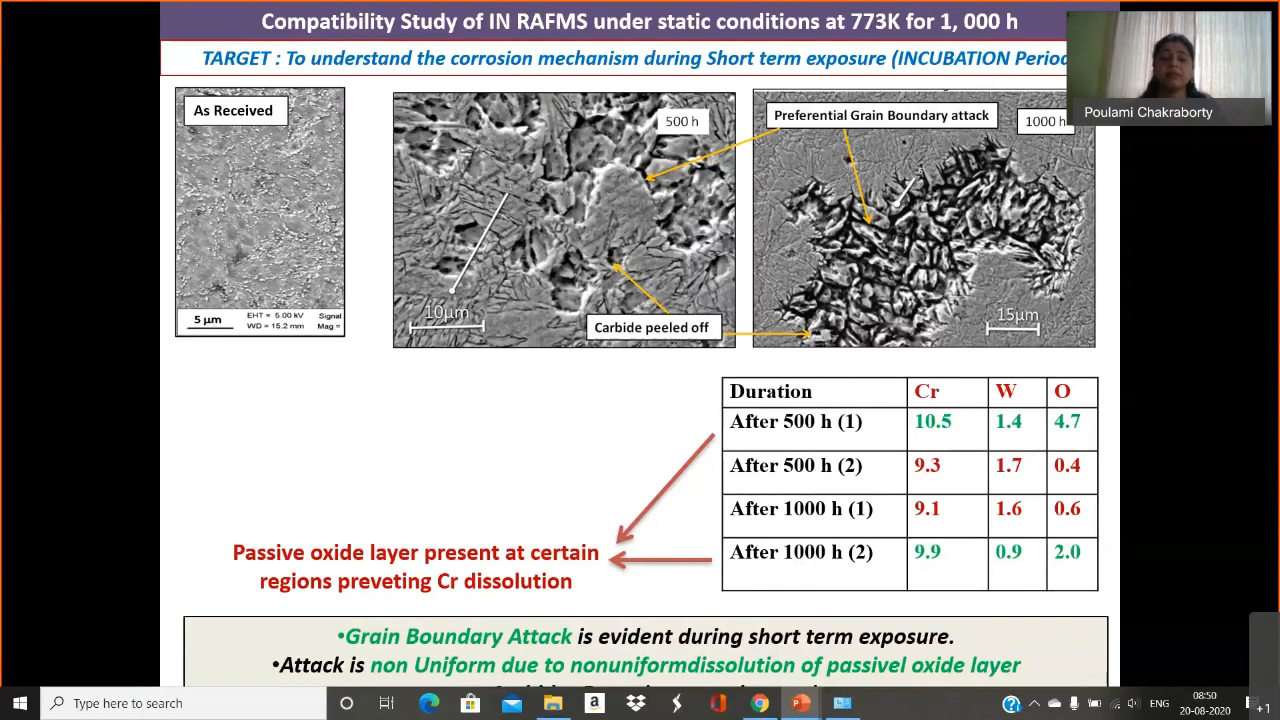 Compatibility Study of IN RAFMS under static conditions at 773K for 1, 000 h
TARGET : To understand the corrosion mechanism during Short term exposure (INCUBATION Period
Poulami Chakraborty
As Received
500 h
Preferential Grain Boundary attack
1000 h
5 µm
EHT = 5.00 kV
Signal
WD = 15.2 mm
Mag =
10µm
Carbide peeled off
15µm
Duration Cr W O
After 500 h (1) 10.5 1.4 4.7
After 500 h (2) 9.3 1.7 0.4
After 1000 h (1) 9.1 1.6 0.6
After 1000 h (2) 9.9 0.9 2.0
Passive oxide layer present at certain
regions preveting Cr dissolution
•Grain Boundary Attack is evident during short term exposure.
•Attack is non Uniform due to nonuniformdissolution of passivel oxide layer
Type here to search
ENG
08:50
20-08-2020
+1